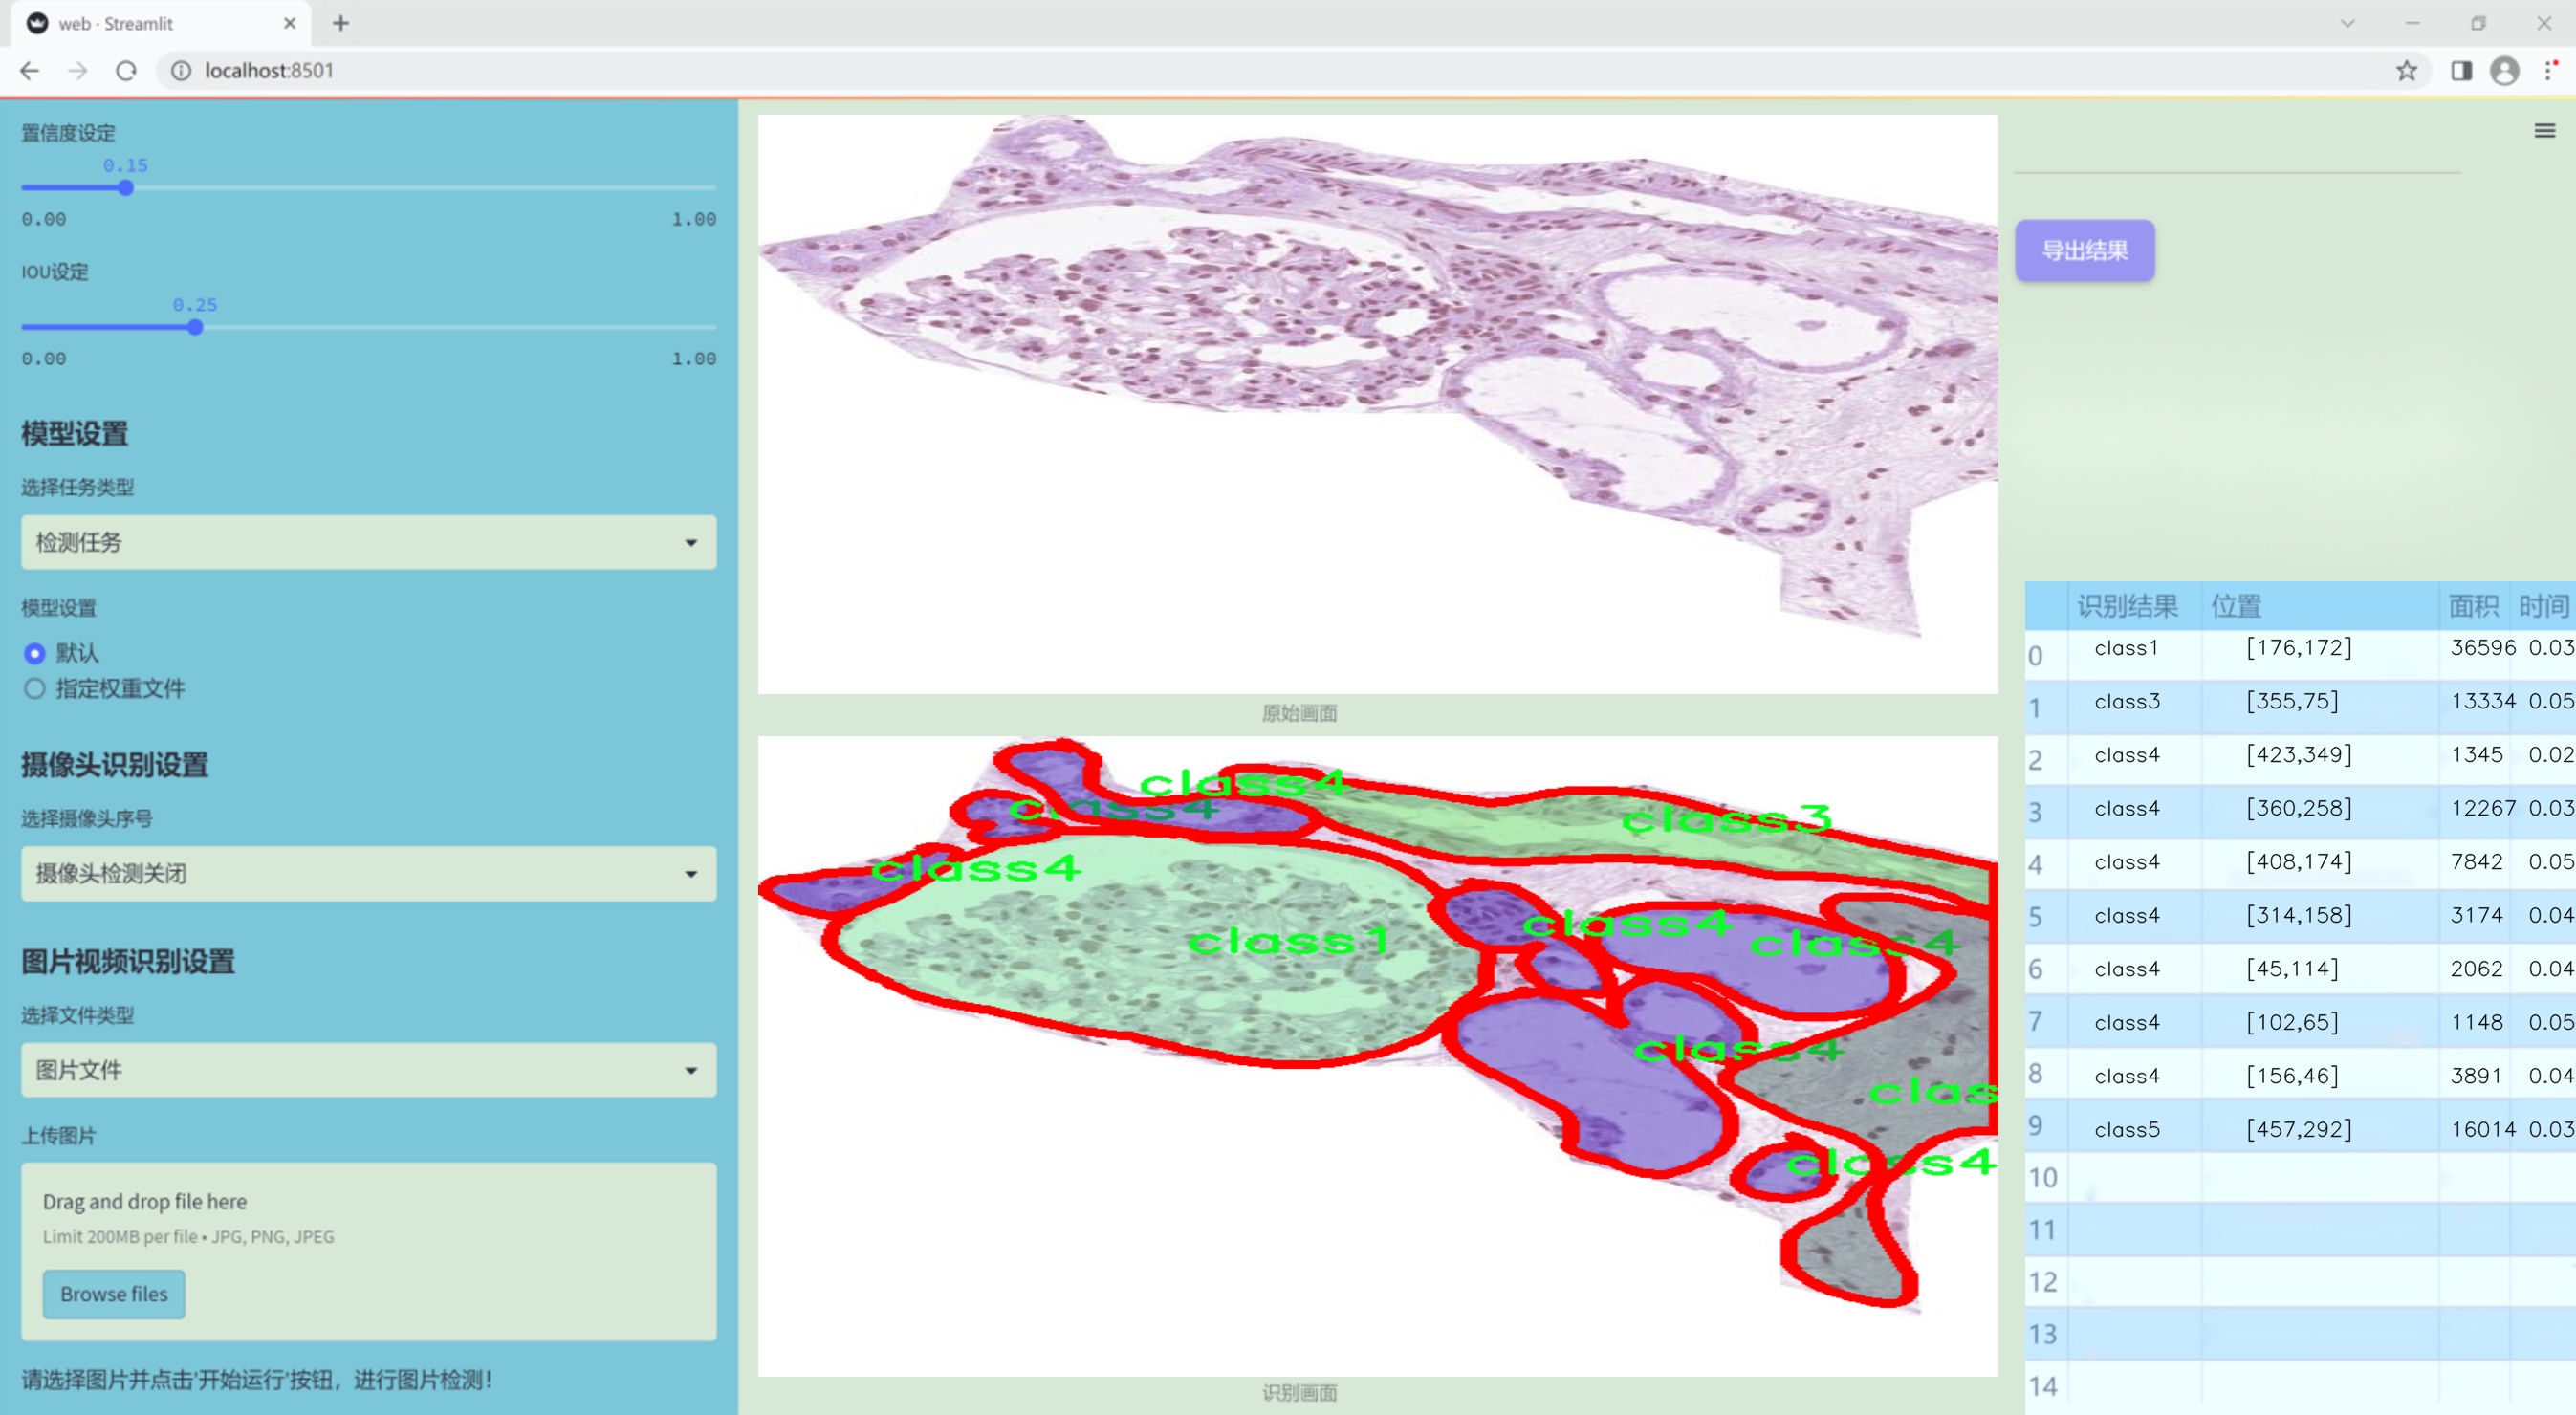 web · Streamlit
localhost:8501
置信度设定
0.15
0.00 1.00
IOU设定
0.25
0.00 1.00
模型设置
选择任务类型
检测任务
模型设置
默认
指定权重文件
摄像头识别设置
选择摄像头序号
摄像头检测关闭
图片视频识别设置
选择文件类型
图片文件
上传图片
Drag and drop file here
Limit 200MB per file • JPG, PNG, JPEG
Browse files
请选择图片并点击'开始运行'按钮，进行图片检测！
原始画面
class4
class4
class3
class4
class4
class1
class4
class4
clas
class4
识别画面
导出结果
识别结果 位置 面积 时间
0 class1 [176,172] 36596 0.03
1 class3 [355,75] 13334 0.05
2 class4 [423,349] 1345 0.02
3 class4 [360,258] 12267 0.03
4 class4 [408,174] 7842 0.05
5 class4 [314,158] 3174 0.04
6 class4 [45,114] 2062 0.04
7 class4 [102,65] 1148 0.05
8 class4 [156,46] 3891 0.04
9 class5 [457,292] 16014 0.03
10
11
12
13
14